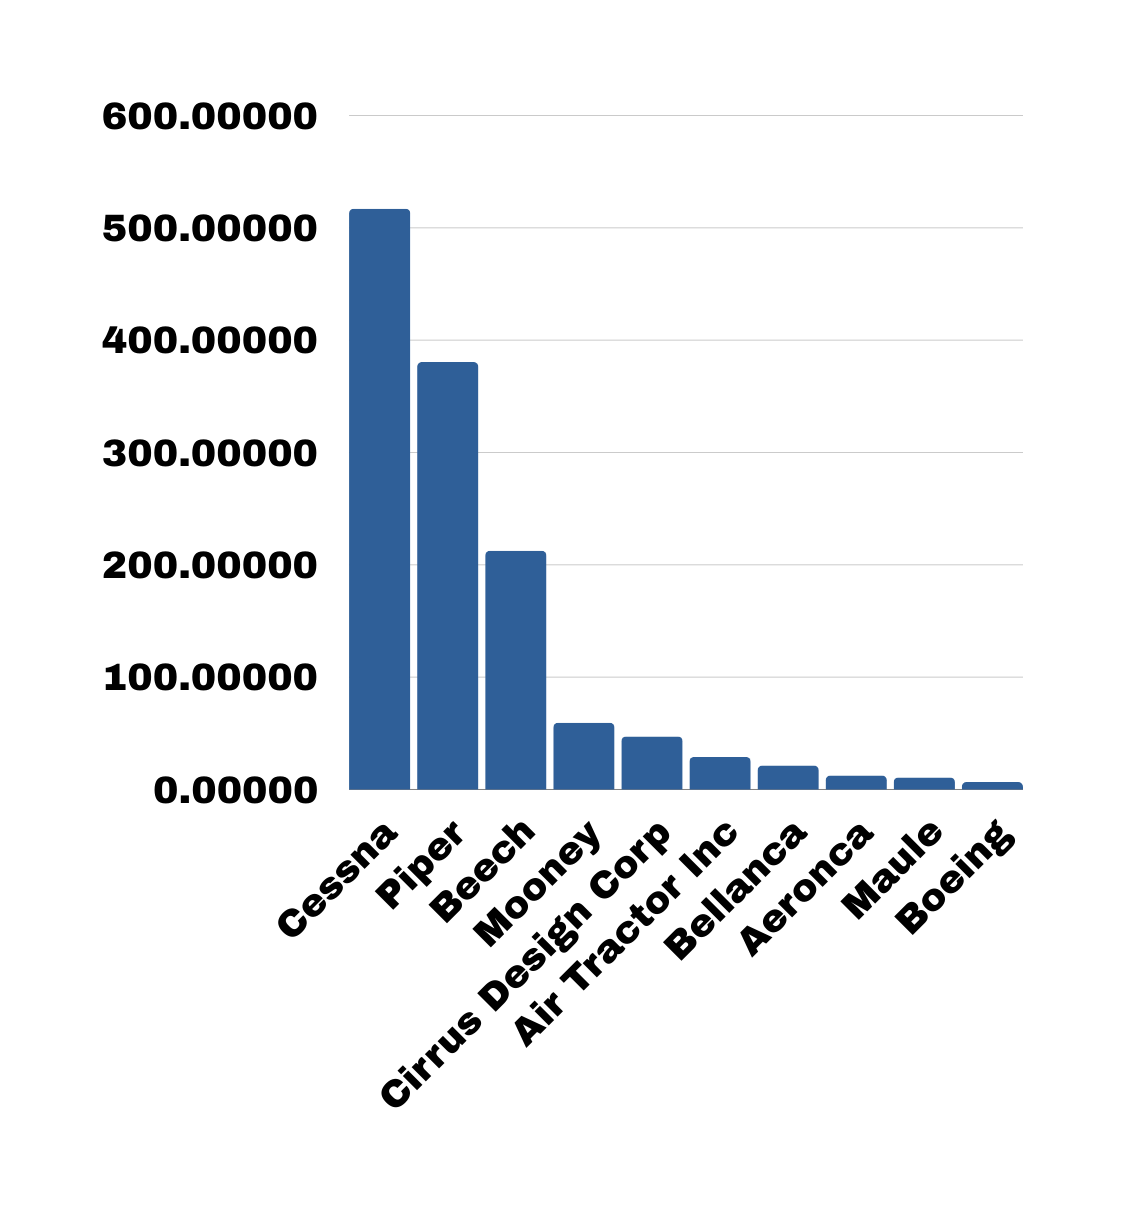 600.00000
500.00000
400.00000
300.00000
200.00000
100.00000
0.00000
Cessna
Piper
Beech
Mooney
Cirrus Design Corp
Air Tractor Inc
Bellanca
Aeronca
Maule
Boeing